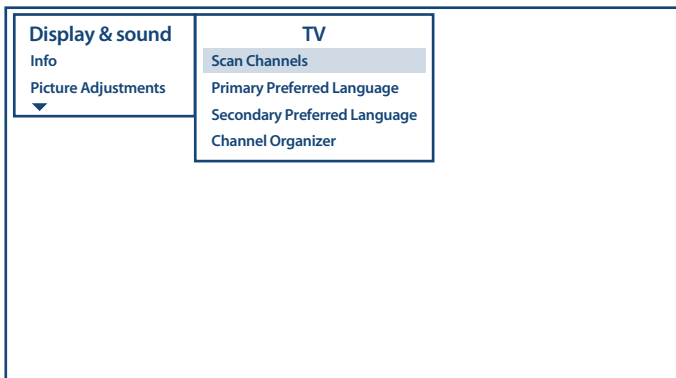 Display & sound
Info
Picture Adjustments
TV
Scan Channels
Primary Preferred Language
Secondary Preferred Language
Channel Organizer